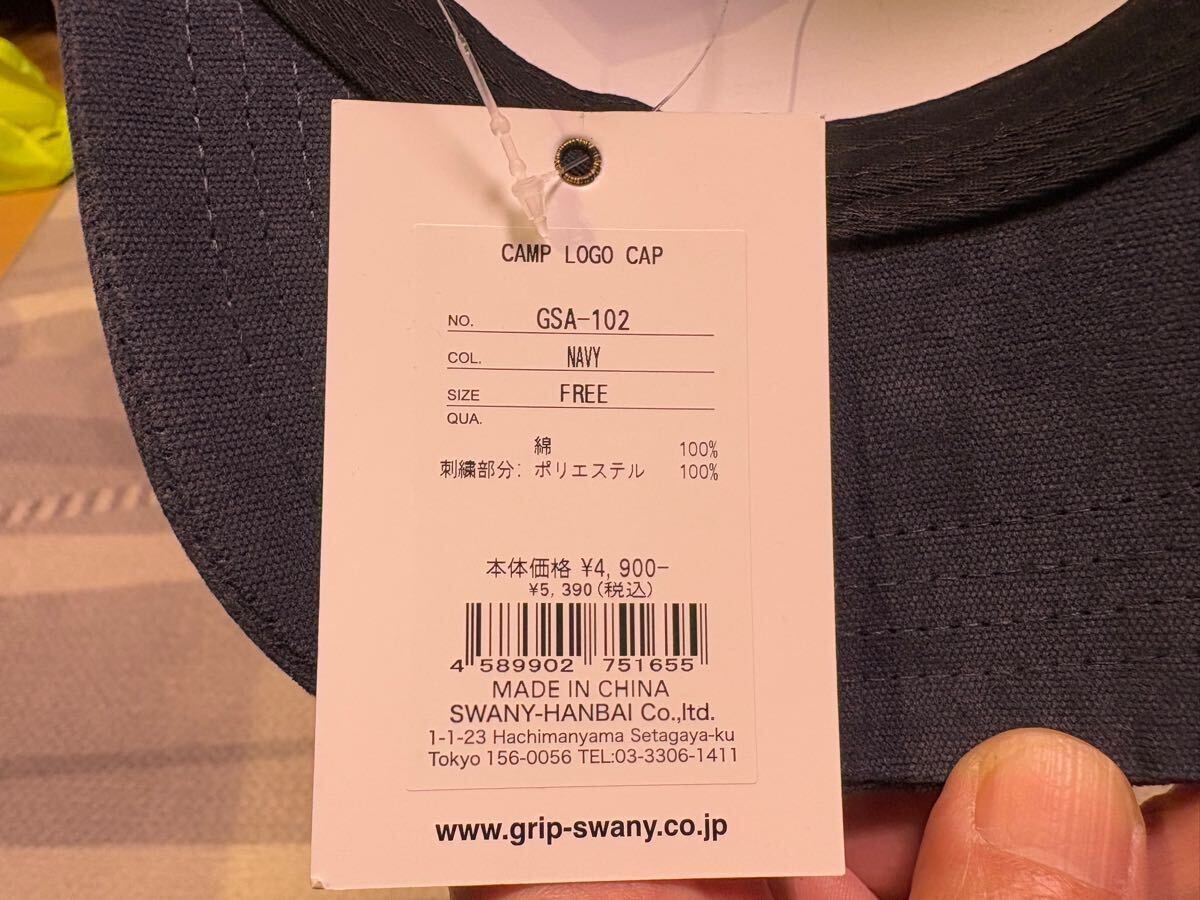 CAMP LOGO CAP
NO. GSA-102
COL. NAVY
SIZE FREE
QUA.
綿 100%
刺繍部分: ポリエステル 100%
本体価格 ¥4,900-
¥5,390(税込)
4 589902 751655
MADE IN CHINA
SWANY-HANBAI Co.,ltd.
1-1-23 Hachimanyama Setagaya-ku
Tokyo 156-0056 TEL:03-3306-1411
www.grip-swany.co.jp